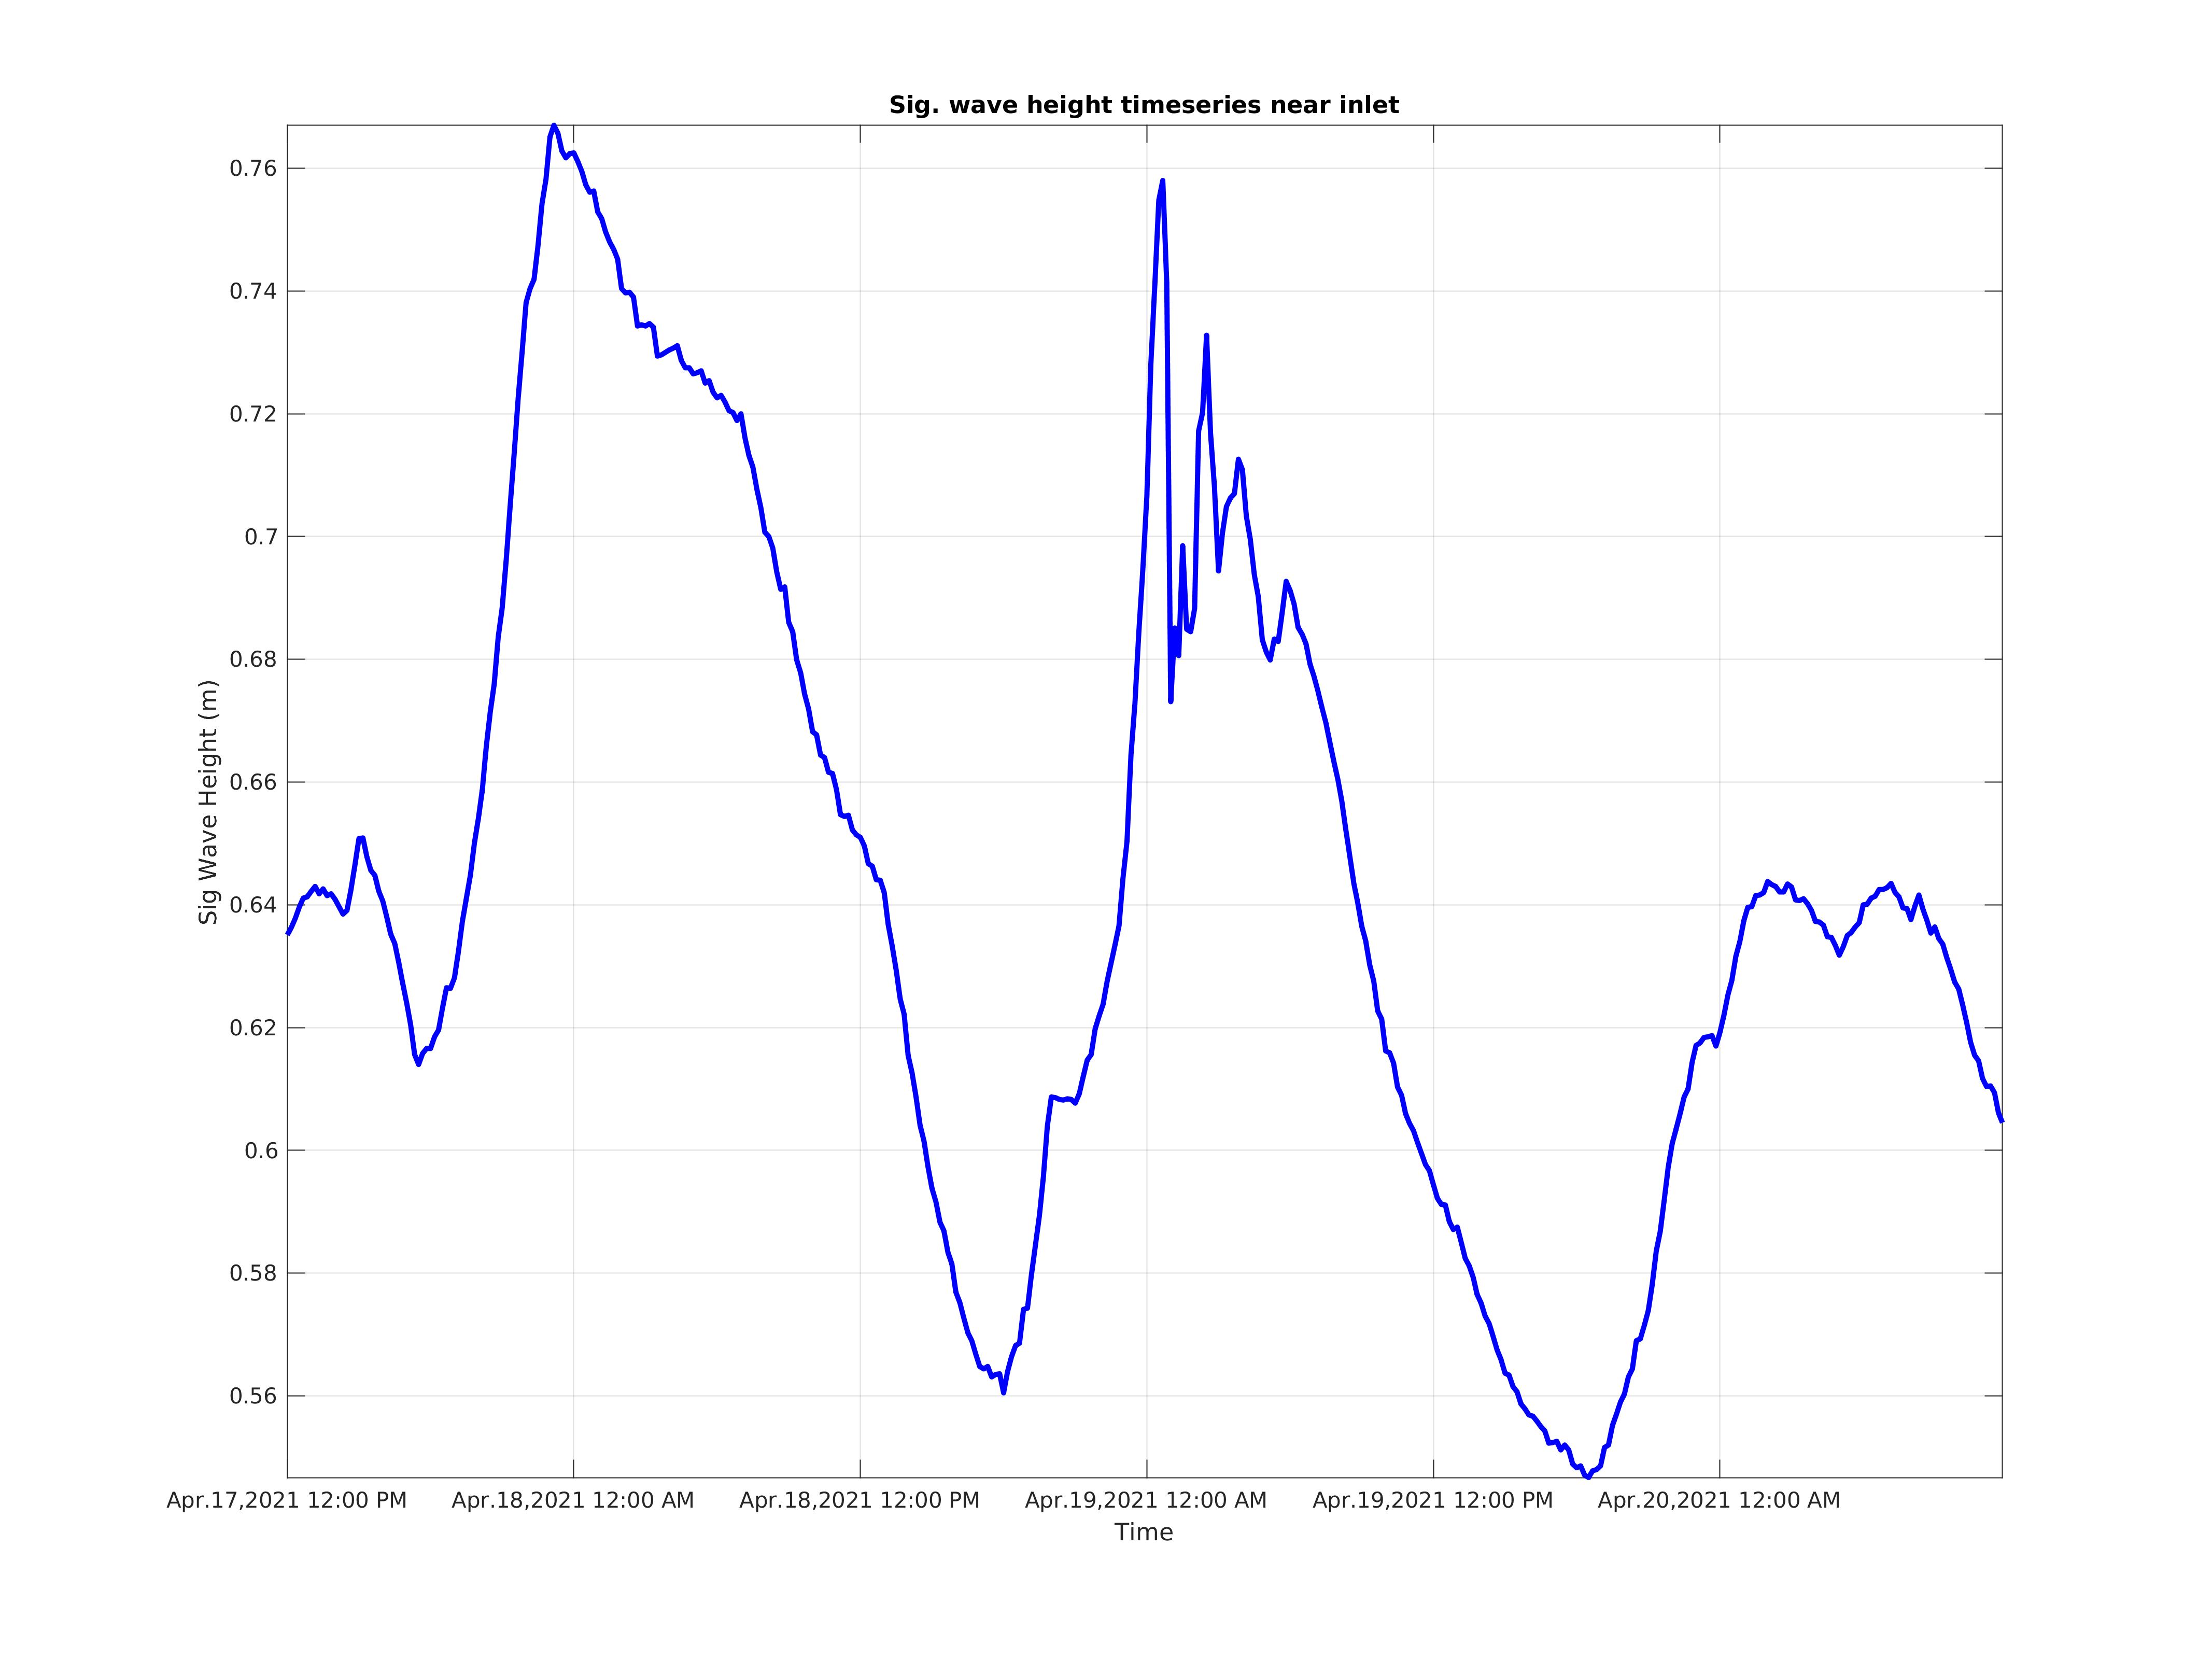 Sig. wave height timeseries near inlet
0.76
0.74
0.72
0.7
0.68
0.66
0.64
0.62
0.6
0.58
0.56
Sig Wave Height (m)
Apr.17,2021 12:00 PM Apr.18,2021 12:00 AM Apr.18,2021 12:00 PM Apr.19,2021 12:00 AM Apr.19,2021 12:00 PM Apr.20,2021 12:00 AM
Time